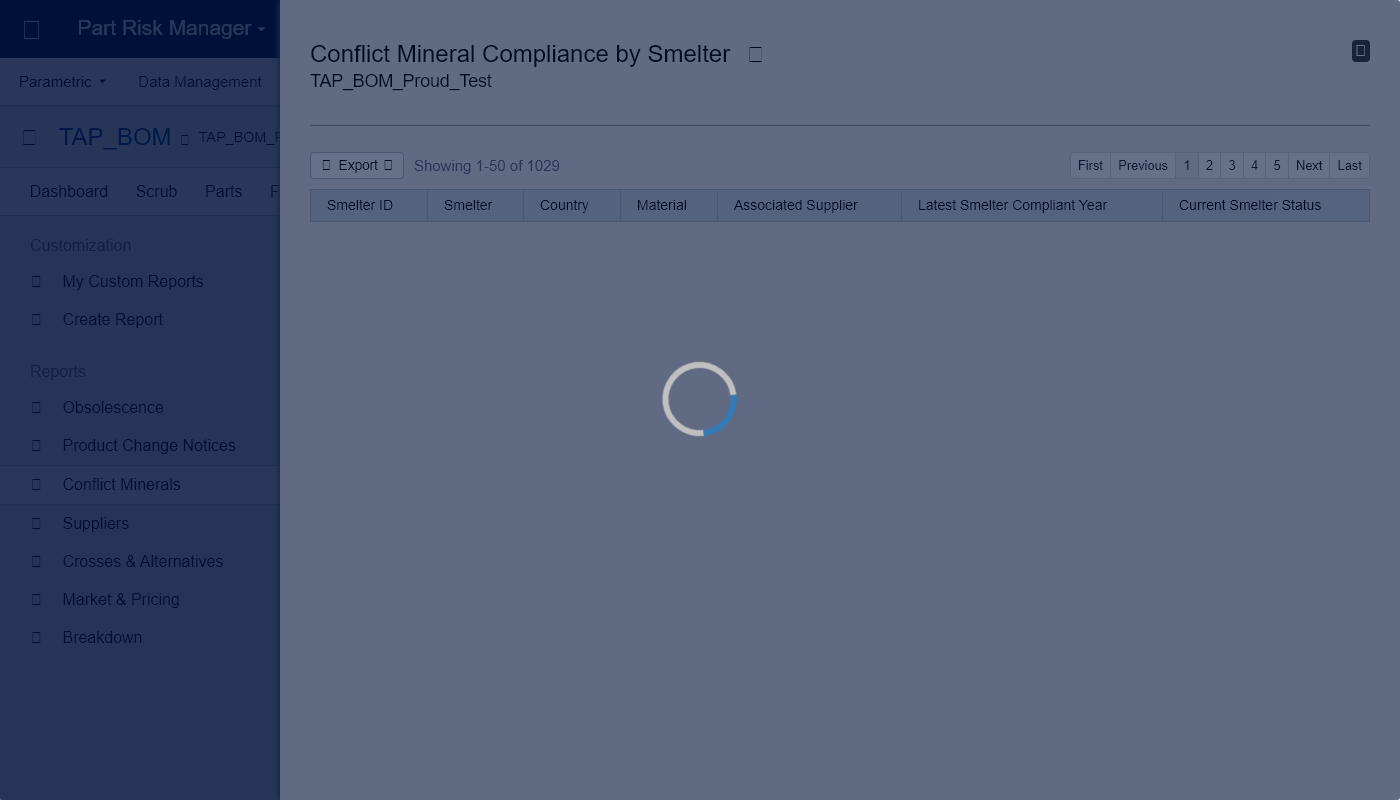 Part Risk Manager
Parametric
Data Management
TAP_BOM
TAP_BOM_
Dashboard
Scrub
Parts
Customization
My Custom Reports
Create Report
Reports
Obsolescence
Product Change Notices
Conflict Minerals
Suppliers
Crosses & Alternatives
Market & Pricing
Breakdown
Conflict Mineral Compliance by Smelter
TAP_BOM_Proud_Test
Export
Showing 1-50 of 1029
First Previous 1 2 3 4 5 Next Last
Smelter ID Smelter Country Material Associated Supplier Latest Smelter Compliant Year Current Smelter Status